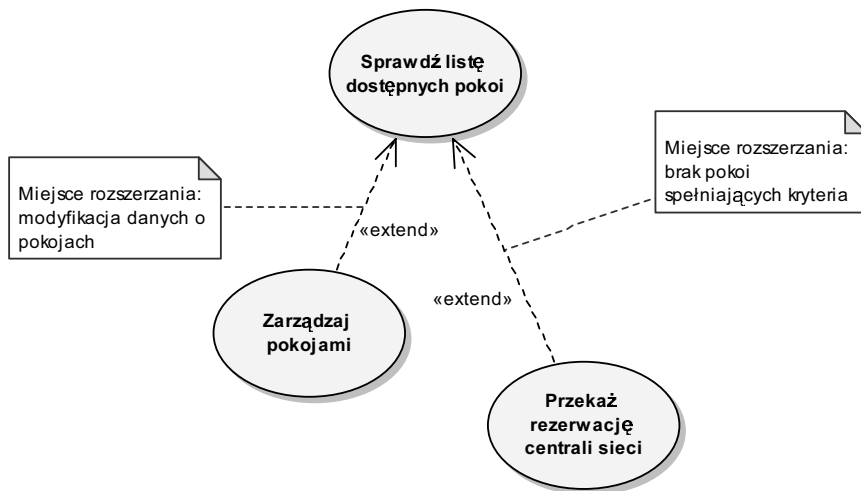 Sprawdź listę
dostępnych pokoi
Miejsce rozszerzania:
modyfikacja danych o
pokojach
Miejsce rozszerzania:
brak pokoi
spełniających kryteria
«extend»
«extend»
Zarządzaj
pokojami
Przekaż
rezerwację
centrali sieci